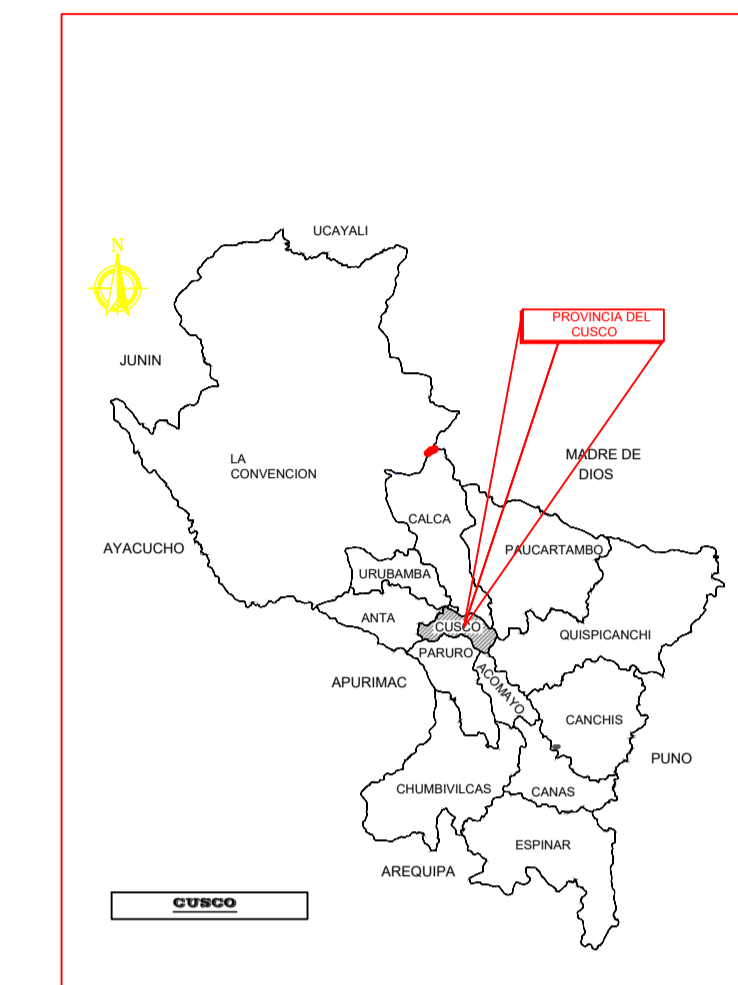 UCAYALI
N
PROVINCIA DEL
CUSCO
JUNIN
LA
CONVENCION
MADRE DE
DIOS
CALCA
AYACUCHO
PAUCARTAMBO
URUBAMBA
ANTA
CUSCO
QUISPICANCHI
PARURO
ACOMAYO
APURIMAC
CANCHIS
PUNO
CHUMBIVILCAS
CANAS
ESPINAR
AREQUIPA
CUSCO